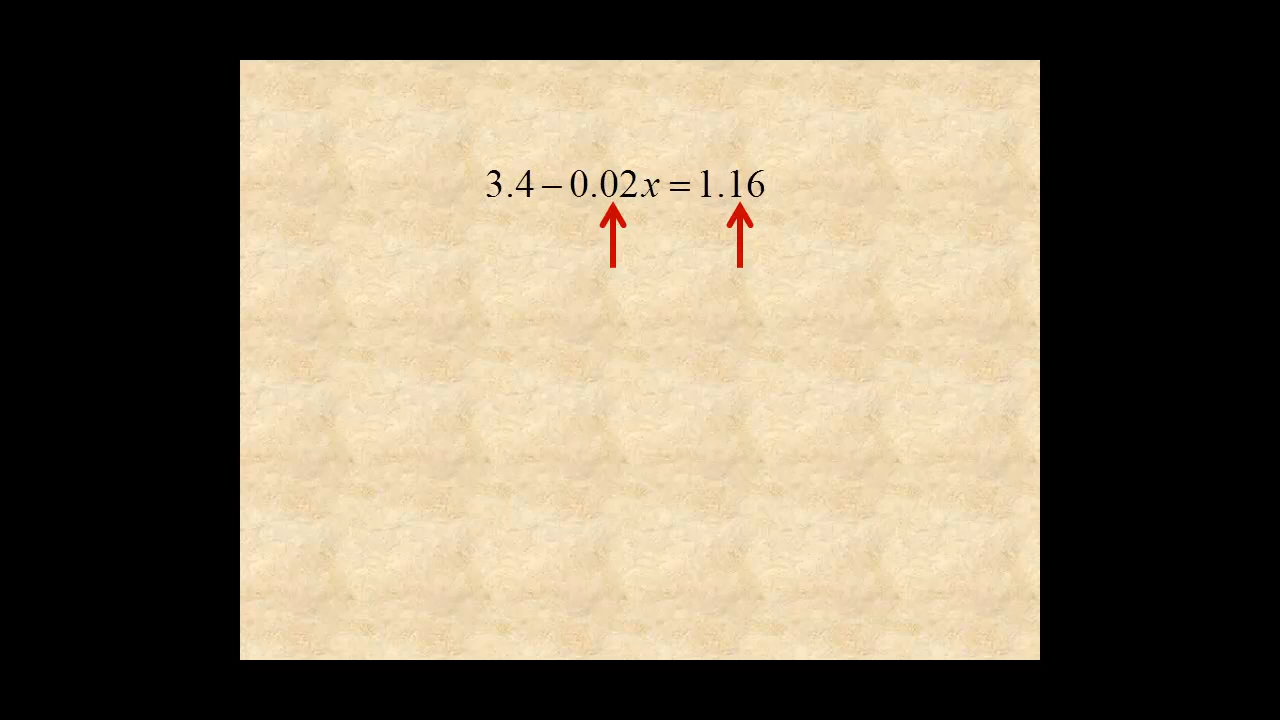 3.4 − 0.02x = 1.16